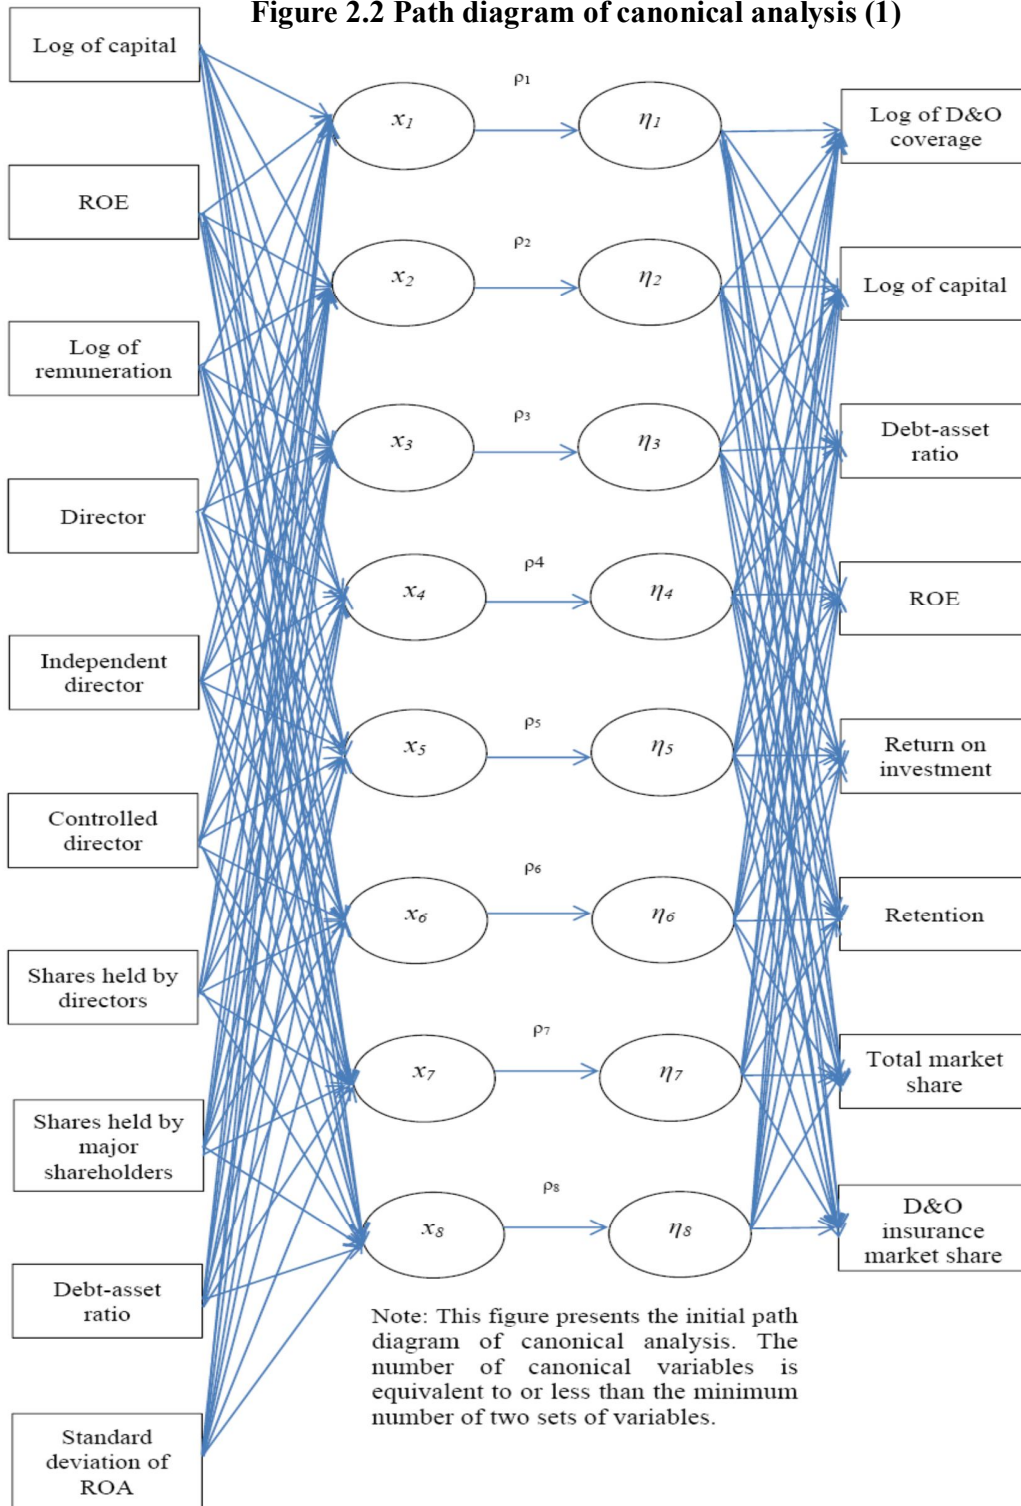 Figure 2.2 Path diagram of canonical analysis (1)
Log of capital
ROE
Log of
remuneration
Director
Independent
director
Controlled
director
Shares held by
directors
Shares held by
major
shareholders
Debt-asset
ratio
Standard
deviation of
ROA
x1
ρ1
η1
x2
ρ2
η2
x3
ρ3
η3
x4
ρ4
η4
x5
ρ5
η5
x6
ρ6
η6
x7
ρ7
η7
x8
ρ8
η8
Log of D&O
coverage
Log of capital
Debt-asset
ratio
ROE
Return on
investment
Retention
Total market
share
D&O
insurance
market share
Note: This figure presents the initial path
diagram of canonical analysis. The
number of canonical variables is
equivalent to or less than the minimum
number of two sets of variables.